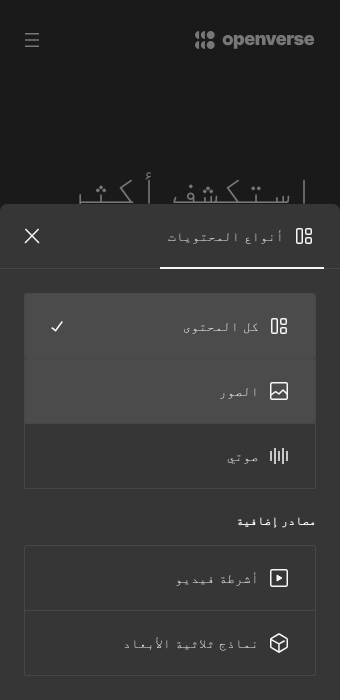 openverse
استكشف أكثر
أنواع المحتويات
كل المحتوى
الصور
صوتي
مصادر إضافية
أشرطة فيديو
نماذج ثلاثية الأبعاد